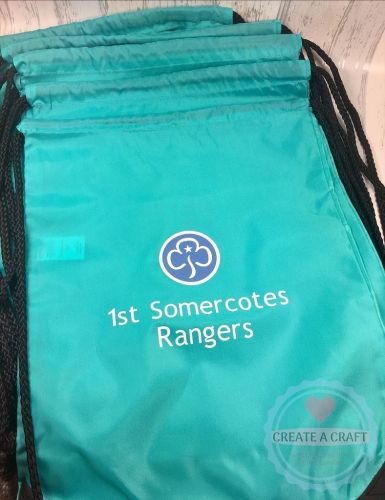 1st Somercotes
Rangers
CREATE A CRAFT